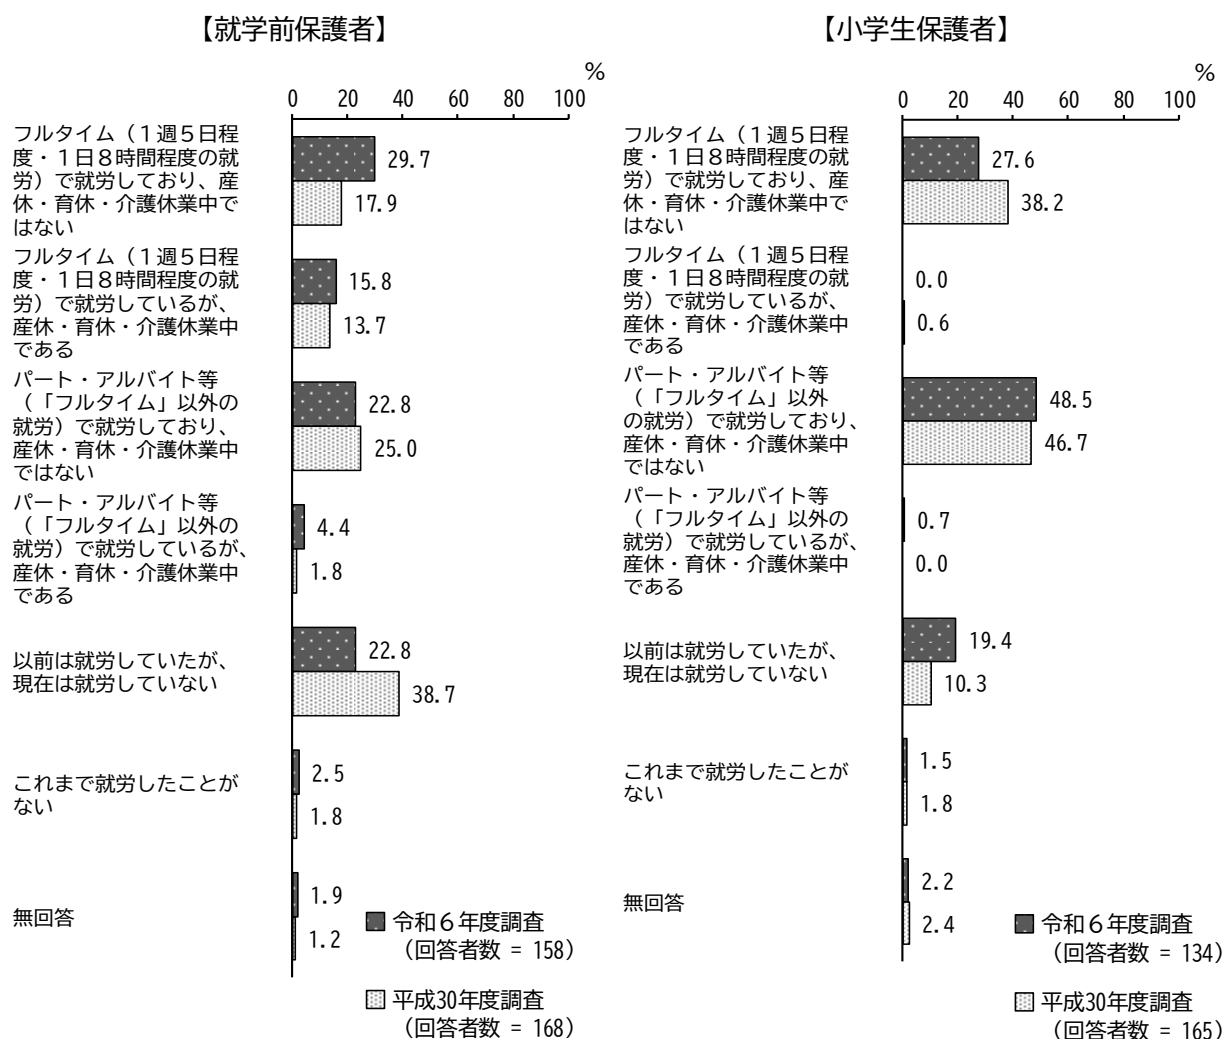 【就学前保護者】
%
0 20 40 60 80 100
フルタイム（１週５日程
度・１日８時間程度の就
労）で就労しており、産
休・育休・介護休業中で
はない
29.7
17.9
フルタイム（１週５日程
度・１日８時間程度の就
労）で就労しているが、
産休・育休・介護休業中
である
15.8
13.7
パート・アルバイト等
（「フルタイム」以外の
就労）で就労しており、
産休・育休・介護休業中
ではない
22.8
25.0
パート・アルバイト等
（「フルタイム」以外の
就労）で就労しているが、
産休・育休・介護休業中
である
4.4
1.8
以前は就労していたが、
現在は就労していない
22.8
38.7
これまで就労したことが
ない
2.5
1.8
無回答
1.9
1.2
令和６年度調査
（回答者数 = 158）
平成30年度調査
（回答者数 = 168）
【小学生保護者】
%
0 20 40 60 80 100
フルタイム（１週５日程
度・１日８時間程度の就
労）で就労しており、産
休・育休・介護休業中で
はない
27.6
38.2
フルタイム（１週５日程
度・１日８時間程度の就
労）で就労しているが、
産休・育休・介護休業中
である
0.0
0.6
パート・アルバイト等
（「フルタイム」以外
の就労）で就労しており、
産休・育休・介護休業中
ではない
48.5
46.7
パート・アルバイト等
（「フルタイム」以外の
就労）で就労しているが、
産休・育休・介護休業中
である
0.7
0.0
以前は就労していたが、
現在は就労していない
19.4
10.3
これまで就労したことが
ない
1.5
1.8
無回答
2.2
2.4
令和６年度調査
（回答者数 = 134）
平成30年度調査
（回答者数 = 165）